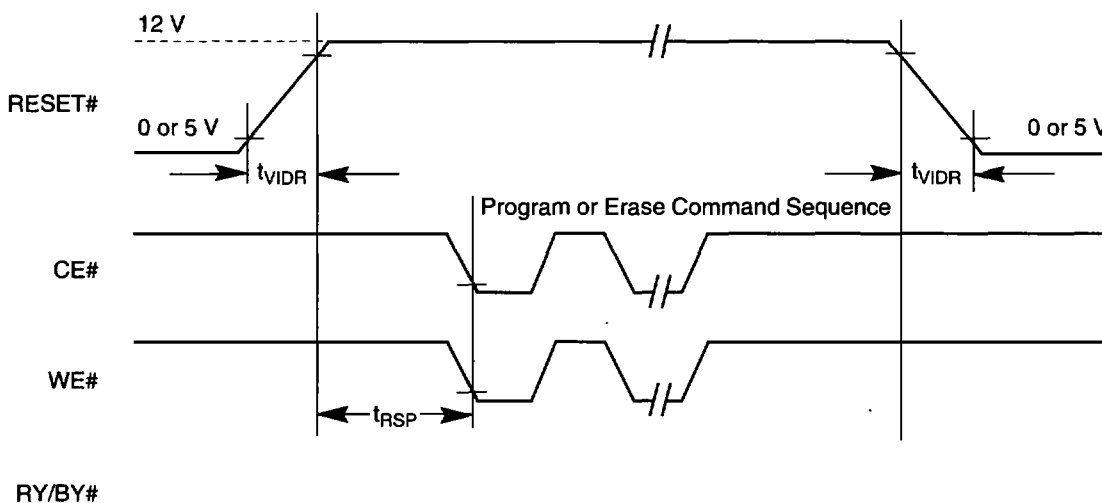 12 V
RESET#
0 or 5 V
0 or 5 V
tVIDR
tVIDR
Program or Erase Command Sequence
CE#
WE#
tRSP
RY/BY#